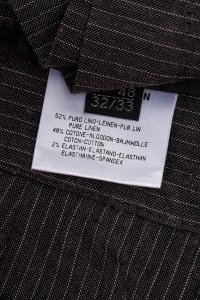 48 N
32/33
52% PURO LINO-LEINEN-PUR LIN
PURE LINEN
48% COTONE-ALGODON-BAUMWOLLE
COTON-COTTON
2% ELASTAN-ELASTANO-ELASTHAN
ELASTHANNE-SPANDEX